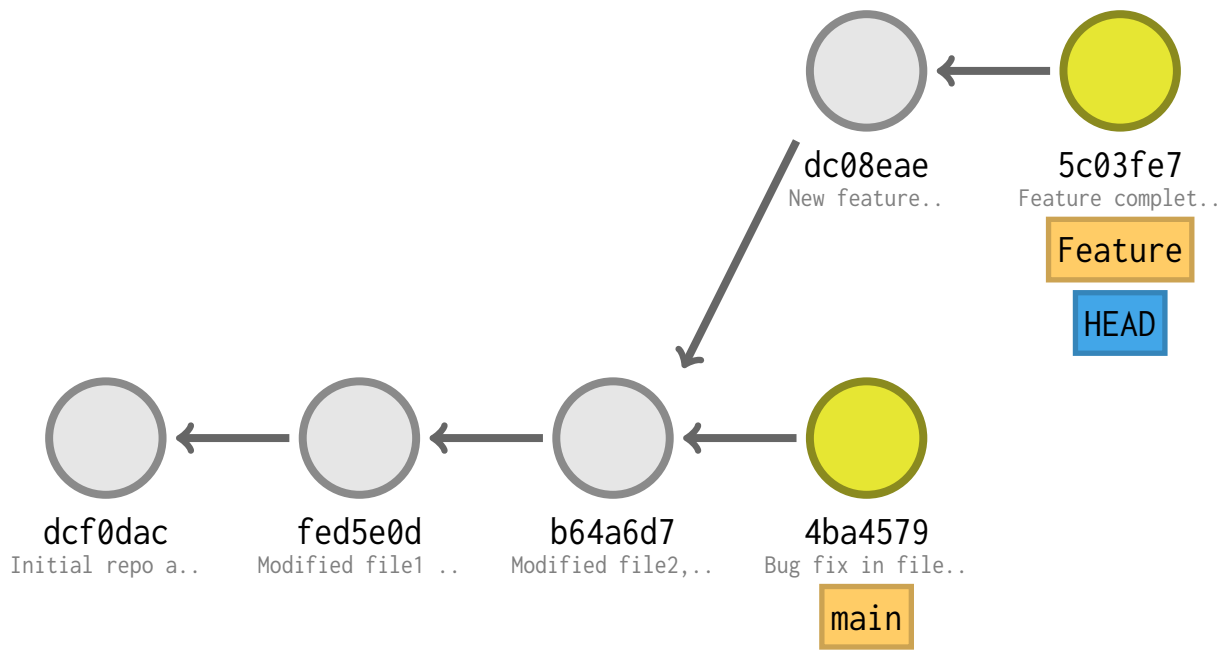 dc08eae
New feature..
5c03fe7
Feature complet..
Feature
HEAD
dcf0dac
Initial repo a..
fed5e0d
Modified file1 ..
b64a6d7
Modified file2,..
4ba4579
Bug fix in file..
main